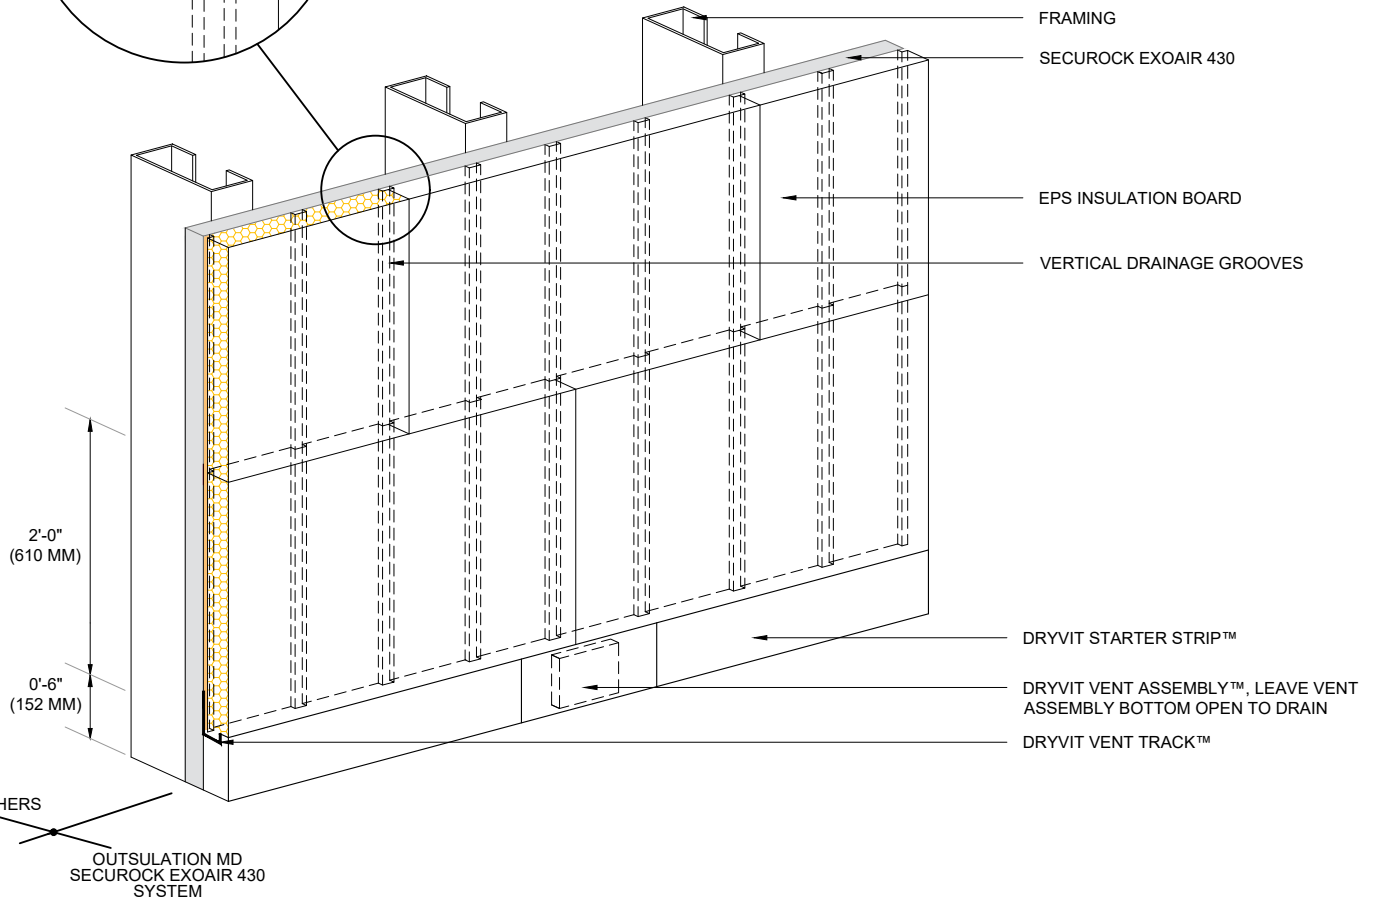 FRAMING
SECUROCK EXOAIR 430
EPS INSULATION BOARD
VERTICAL DRAINAGE GROOVES
2'-0"
(610 MM)
0'-6"
(152 MM)
DRYVIT STARTER STRIP™
DRYVIT VENT ASSEMBLY™, LEAVE VENT
ASSEMBLY BOTTOM OPEN TO DRAIN
DRYVIT VENT TRACK™
OUTSULATION MD
SECUROCK EXOAIR 430
SYSTEM